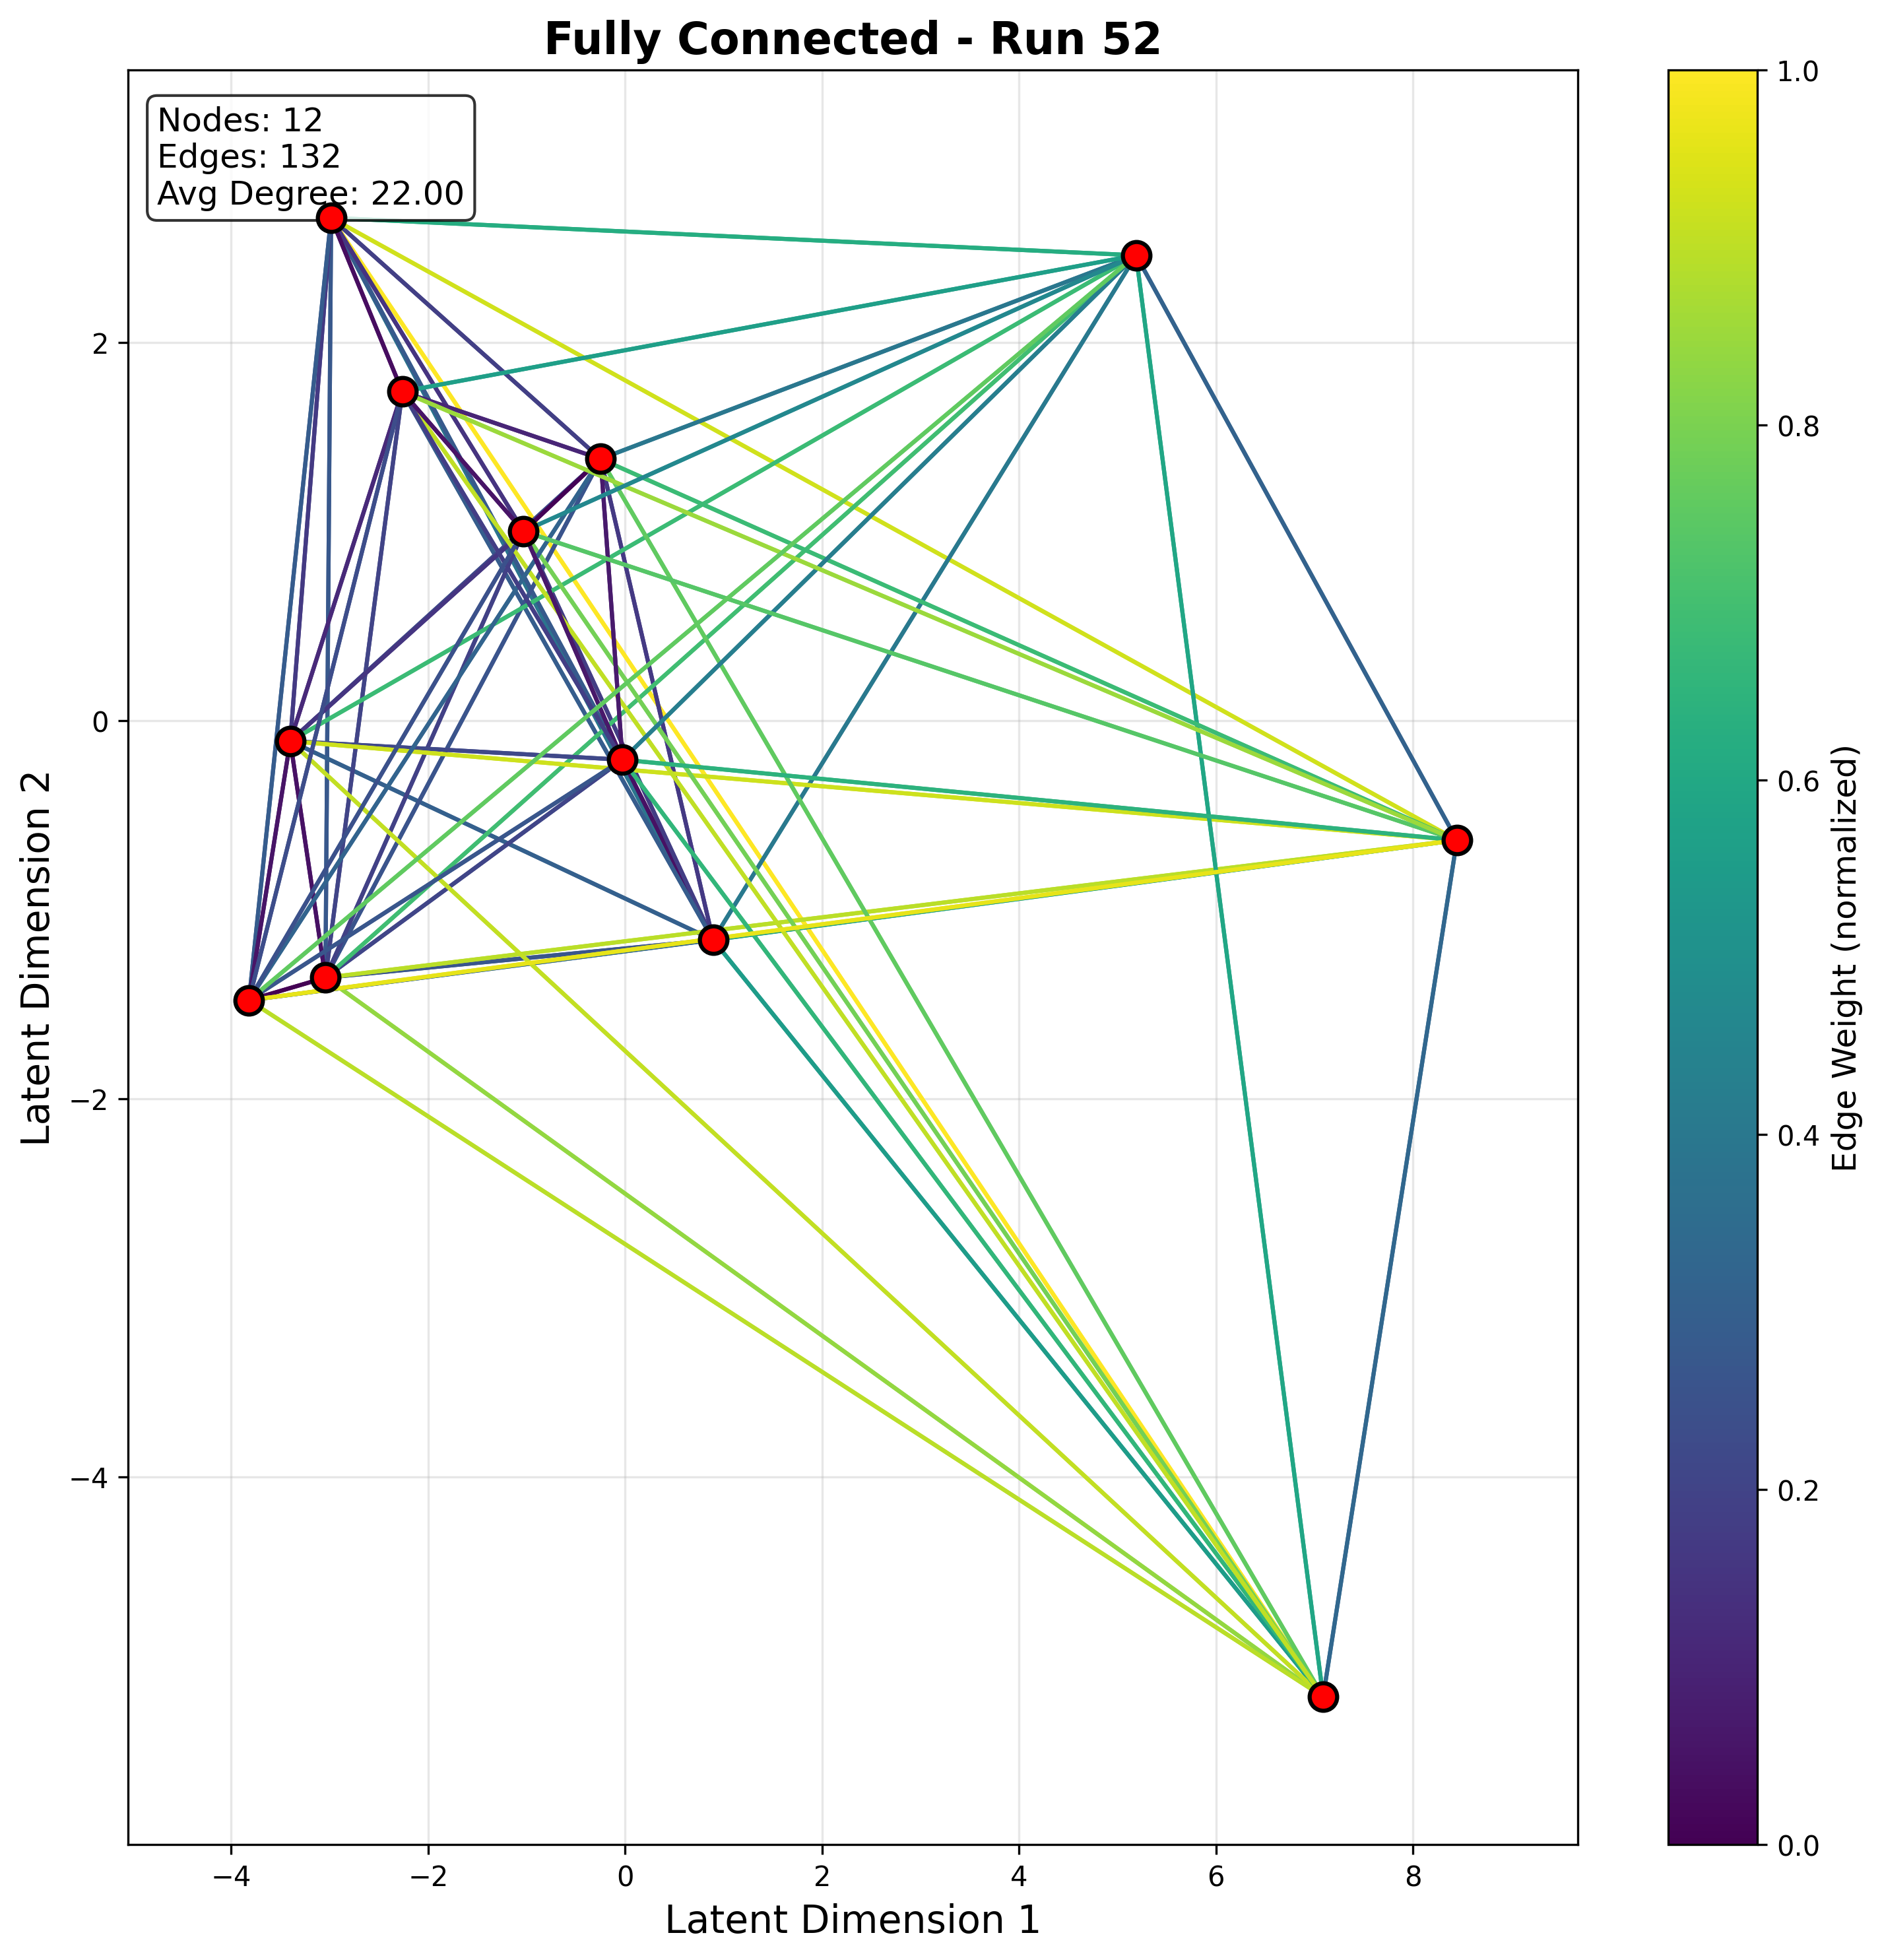 Fully Connected - Run 52
Nodes: 12
Edges: 132
Avg Degree: 22.00
2
0
−2
−4
Latent Dimension 2
−4
−2
0
2
4
6
8
Latent Dimension 1
1.0
0.8
0.6
0.4
0.2
0.0
Edge Weight (normalized)